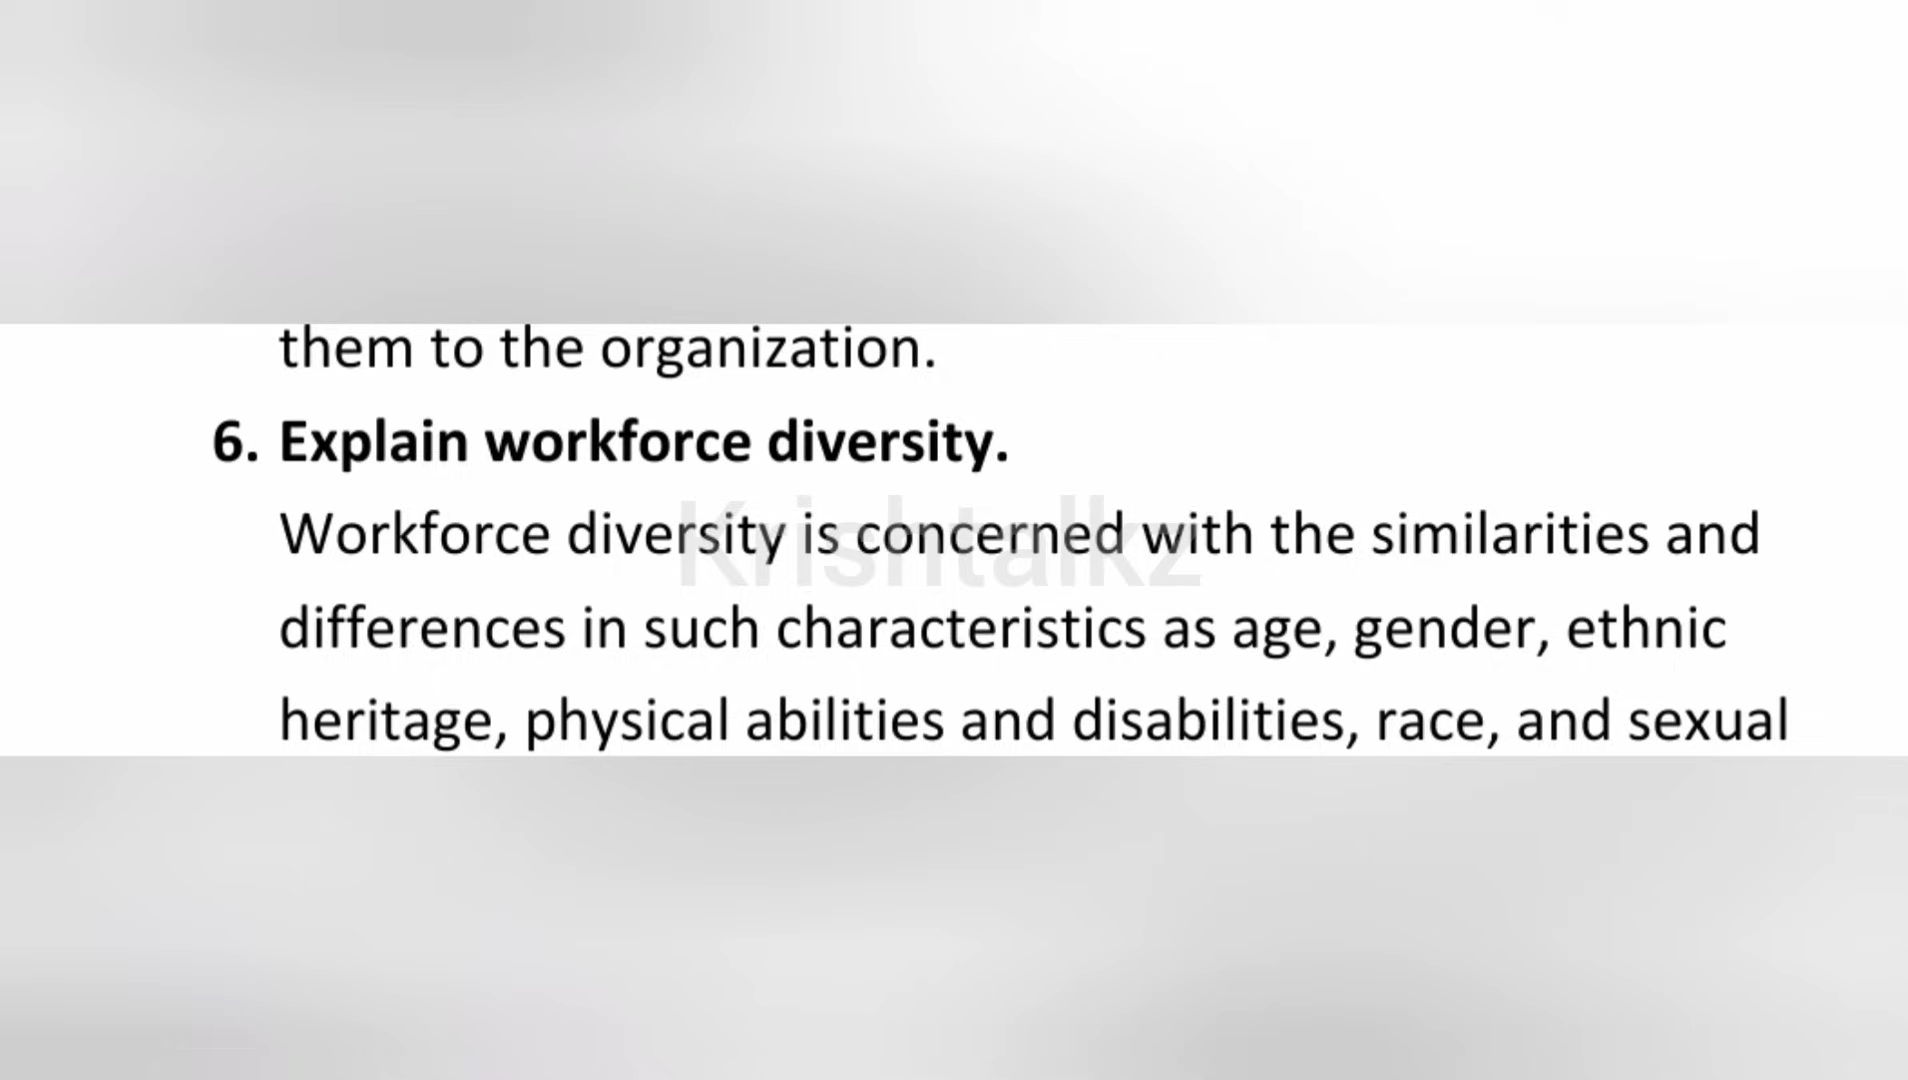 them to the organization.
6. Explain workforce diversity.
Workforce diversity is concerned with the similarities and
Krishtalkz
differences in such characteristics as age, gender, ethnic
heritage, physical abilities and disabilities, race, and sexual